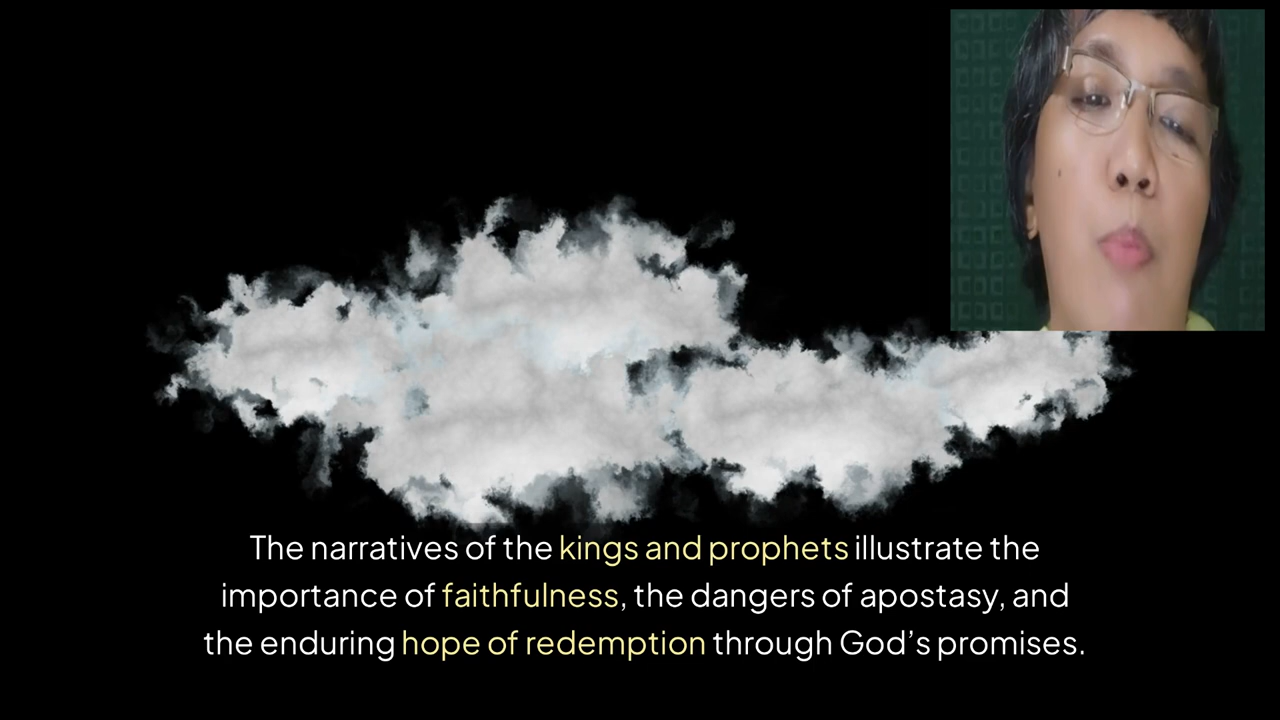 The narratives of the kings and prophets illustrate the
importance of faithfulness, the dangers of apostasy, and
the enduring hope of redemption through God’s promises.